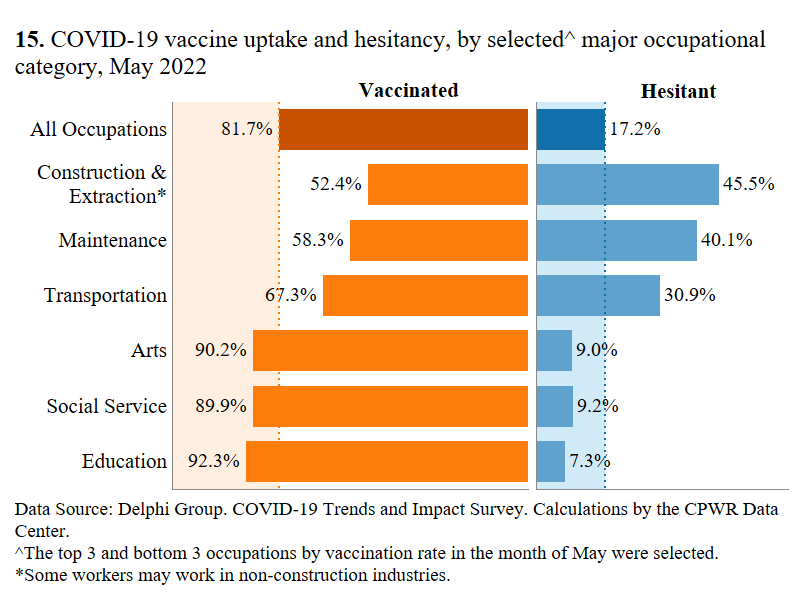 15. COVID-19 vaccine uptake and hesitancy, by selected^ major occupational
category, May 2022
Vaccinated Hesitant
All Occupations 81.7% 17.2%
Construction &
Extraction* 52.4% 45.5%
Maintenance 58.3% 40.1%
Transportation 67.3% 30.9%
Arts 90.2% 9.0%
Social Service 89.9% 9.2%
Education 92.3% 7.3%
Data Source: Delphi Group. COVID-19 Trends and Impact Survey. Calculations by the CPWR Data
Center.
^The top 3 and bottom 3 occupations by vaccination rate in the month of May were selected.
*Some workers may work in non-construction industries.